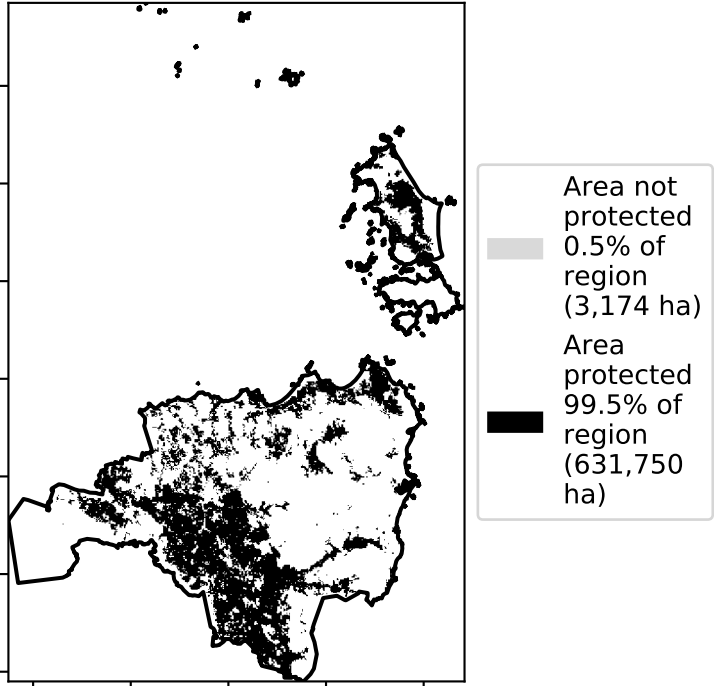 Area not
protected
0.5% of
region
(3,174 ha)
Area
protected
99.5% of
region
(631,750
ha)